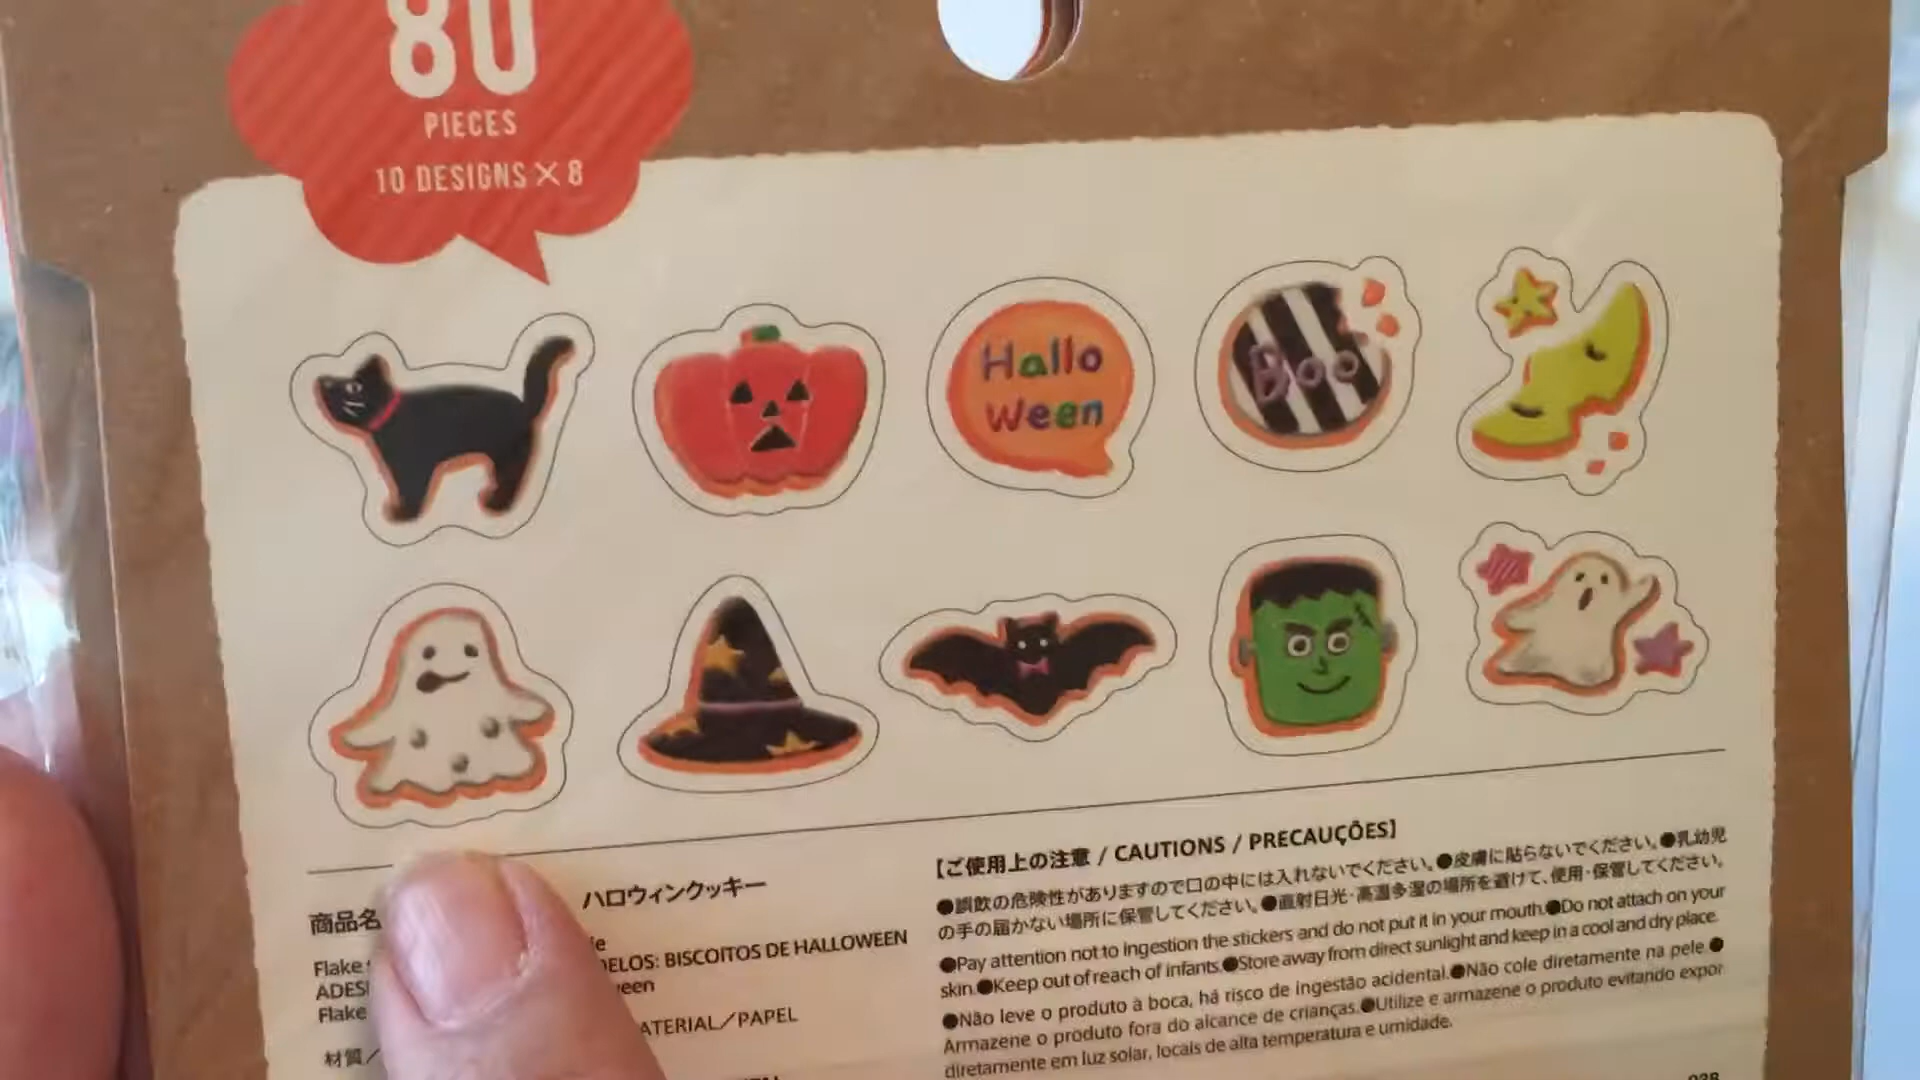 80
PIECES
10 DESIGNS×8
Hallo
Ween
Boo
商品名
ハロウィンクッキー
Flake
DELOS: BISCOITOS DE HALLOWEEN
ADES
ween
Flake
ATERIAL／PAPEL
材質／
【ご使用上の注意 / CAUTIONS / PRECAUÇÕES】
●誤飲の危険性がありますので口の中には入れないでください。●皮膚に貼らないでください。●乳幼児
の手の届かない場所に保管してください。●直射日光・高温多湿の場所を避けて、使用・保管してください。
●Pay attention not to ingestion the stickers and do not put it in your mouth.●Do not attach on your
skin.●Keep out of reach of infants.●Store away from direct sunlight and keep in a cool and dry place.
●Não leve o produto à boca, há risco de ingestão acidental.●Não cole diretamente na pele.●
Armazene o produto fora do alcance de crianças.●Utilize e armazene o produto evitando expor
diretamente em luz solar, locais de alta temperatura e umidade.